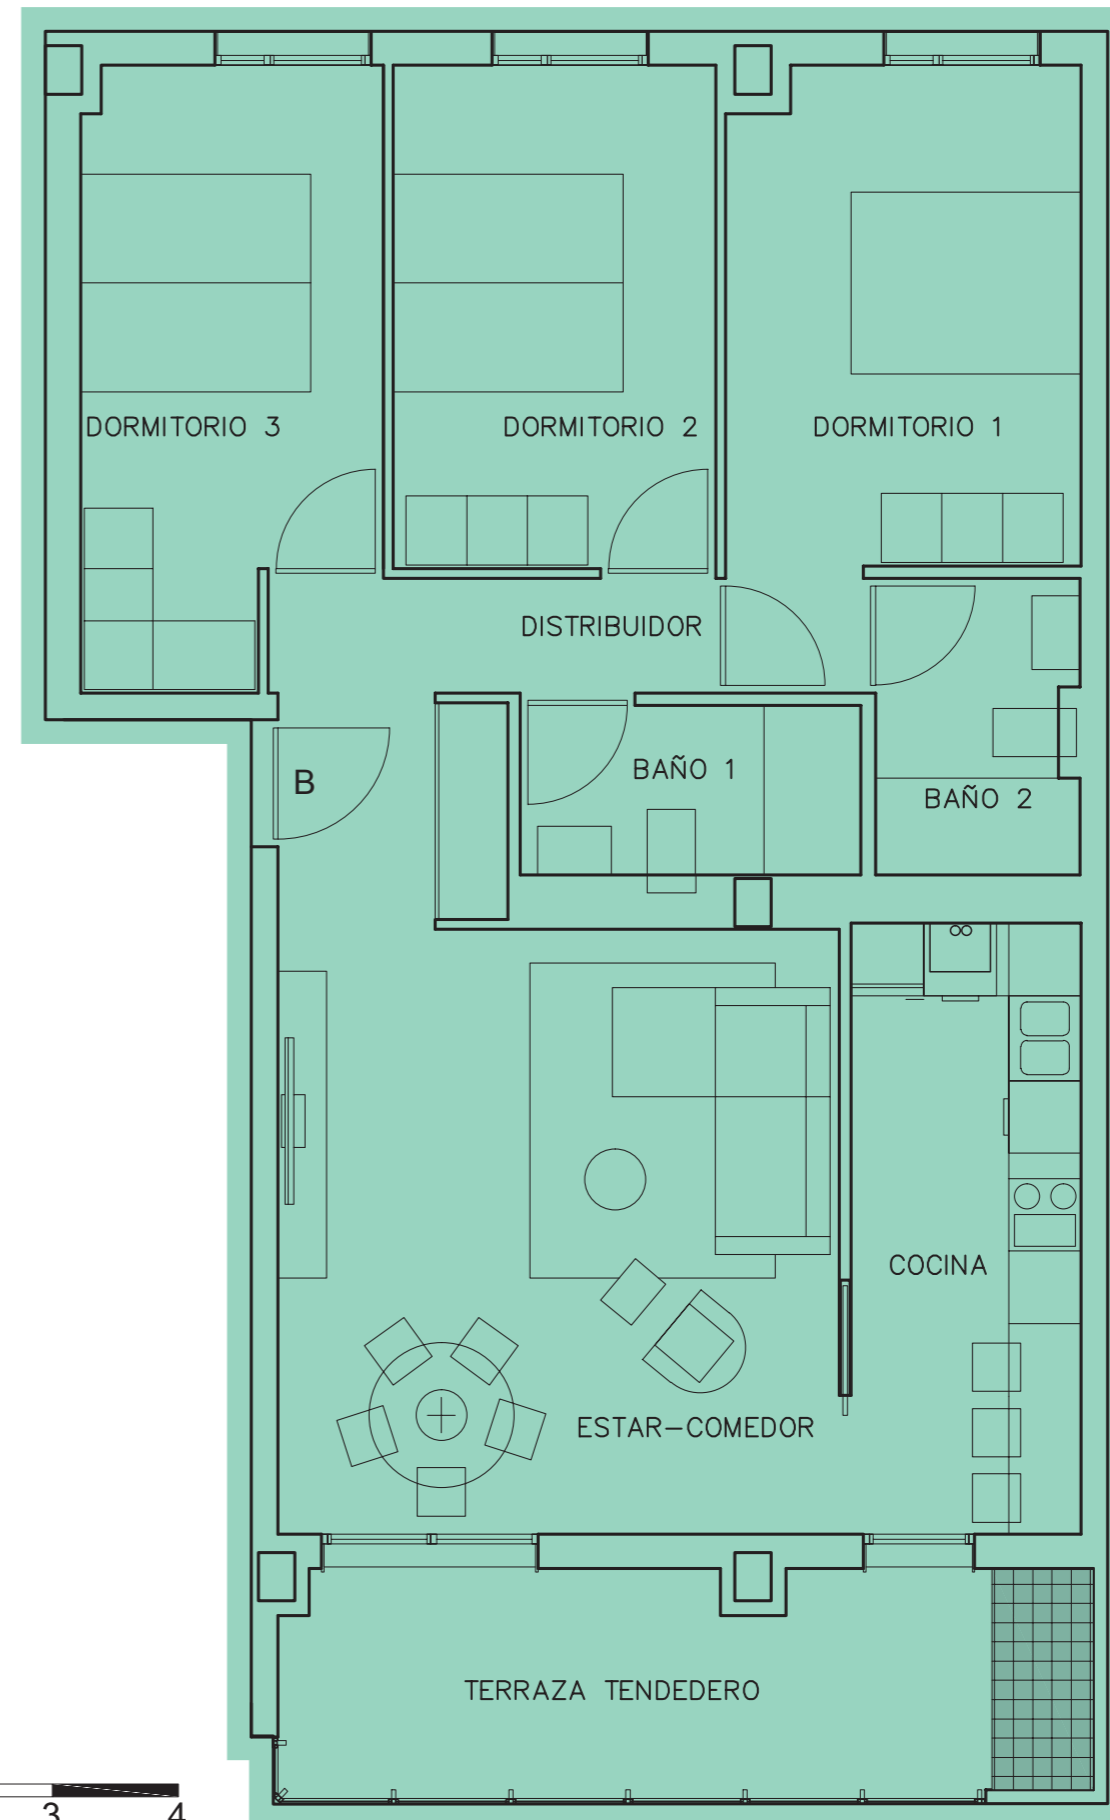 DORMITORIO 3
DORMITORIO 2
DORMITORIO 1
DISTRIBUIDOR
B
BAÑO 1
BAÑO 2
COCINA
ESTAR-COMEDOR
TERRAZA TENDEDERO
3 4